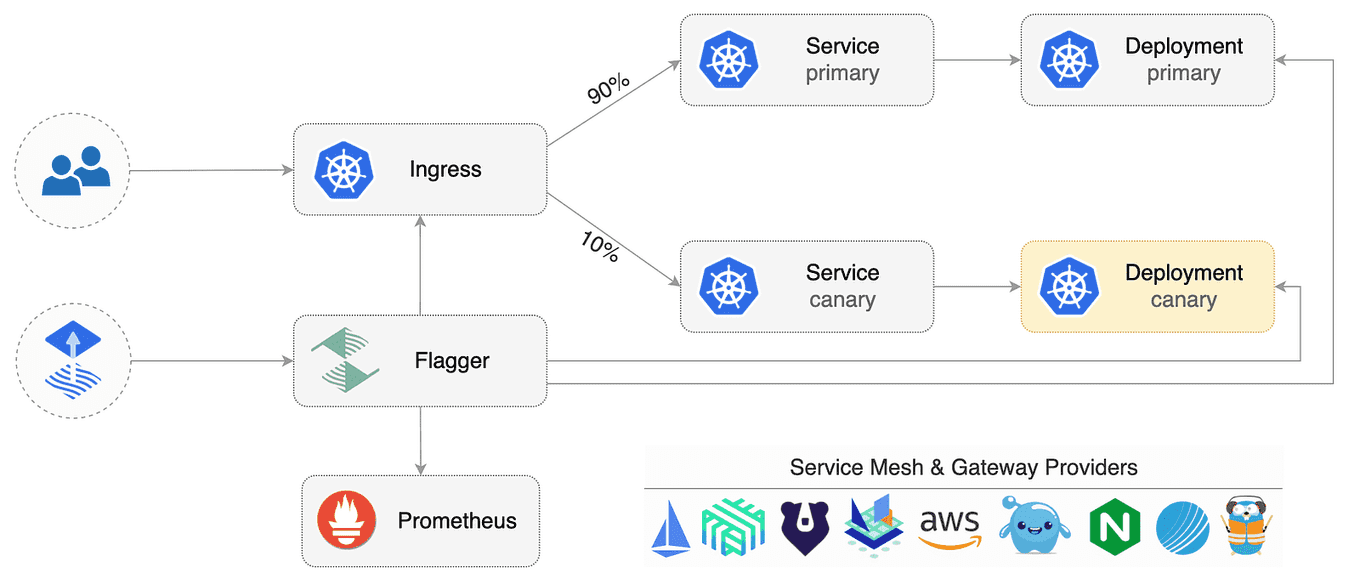 Service
primary
Deployment
primary
90%
Ingress
10%
Service
canary
Deployment
canary
Flagger
Service Mesh & Gateway Providers
Prometheus
aws
N